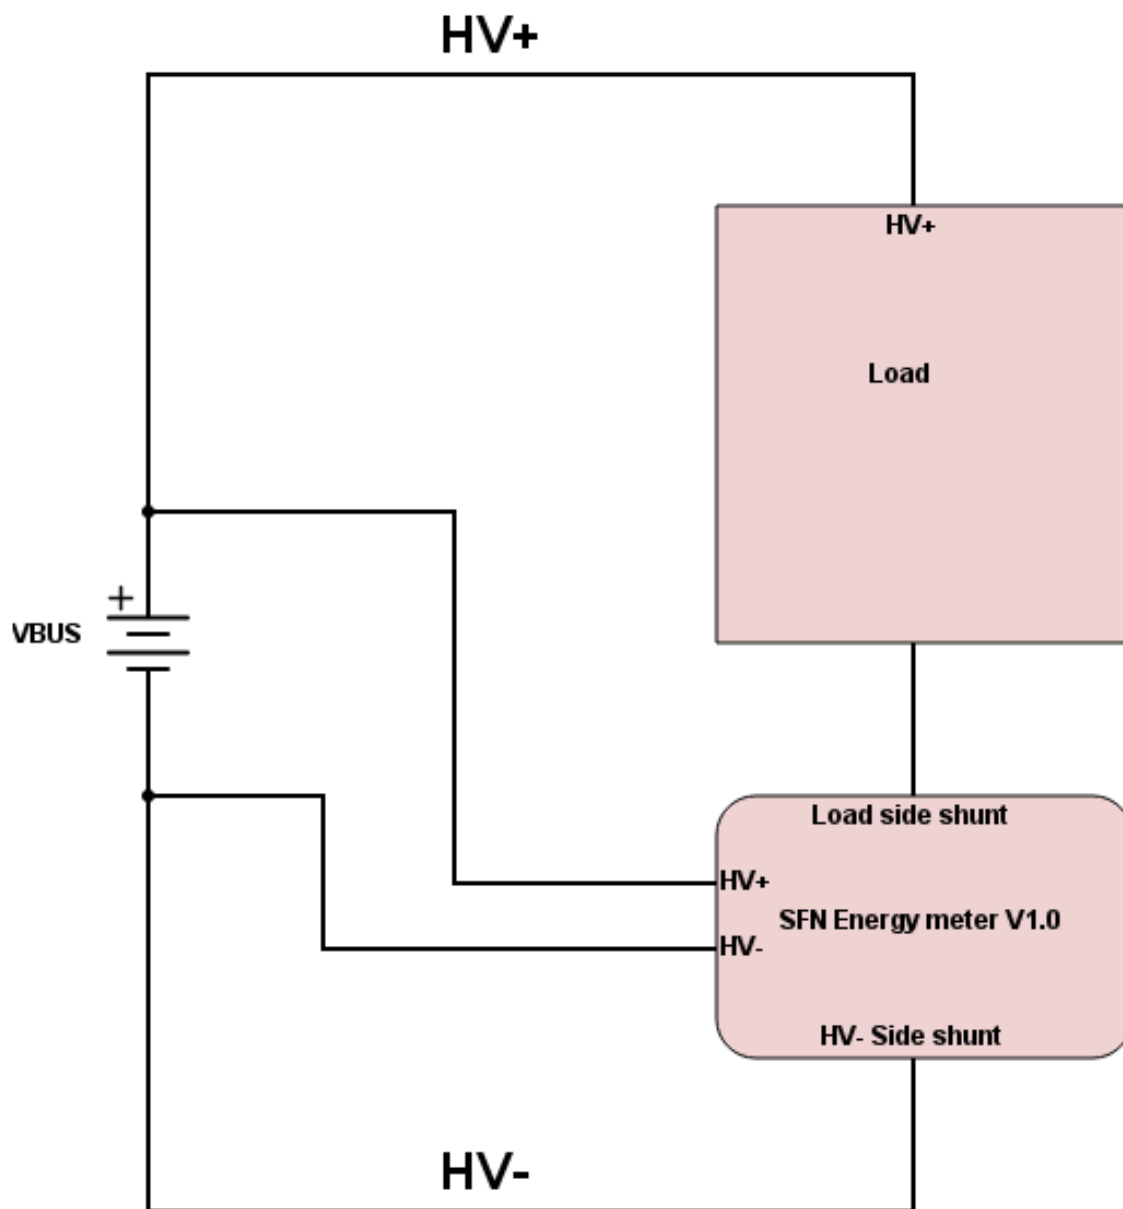 HV+
HV+
Load
VBUS
Load side shunt
HV+
SFN Energy meter V1.0
HV-
HV- Side shunt
HV-